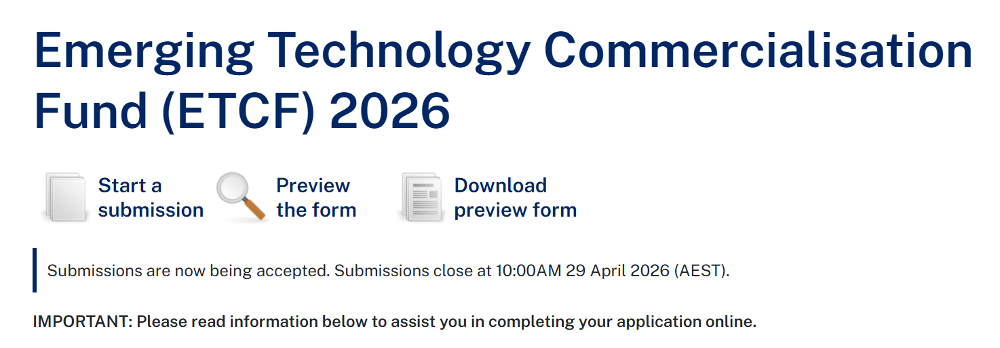 Emerging Technology Commercialisation
Fund (ETCF) 2026
Start a
submission
Preview
the form
Download
preview form
Submissions are now being accepted. Submissions close at 10:00AM 29 April 2026 (AEST).
IMPORTANT: Please read information below to assist you in completing your application online.